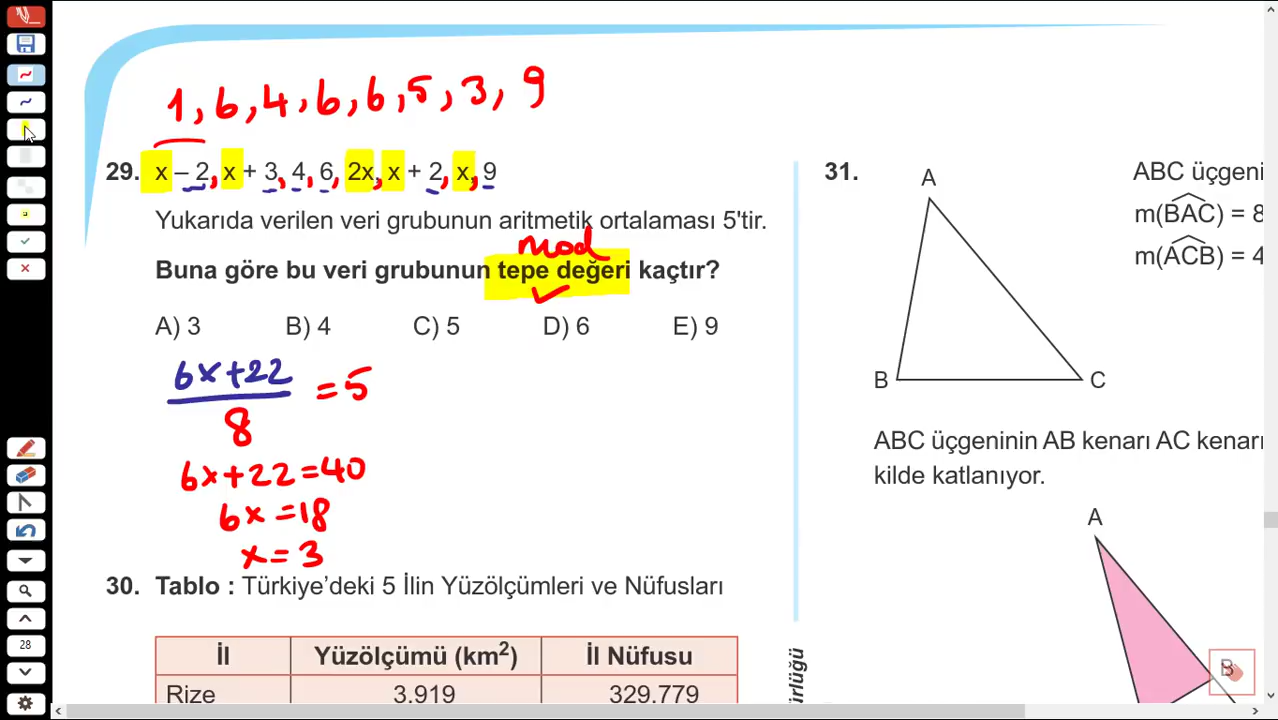 1, 6, 4, 6, 6, 5, 3, 9
29. x – 2, x + 3, 4, 6, 2x, x + 2, x, 9
Yukarıda verilen veri grubunun aritmetik ortalaması 5'tir.
mod
Buna göre bu veri grubunun tepe değeri kaçtır?
A) 3 B) 4 C) 5 D) 6 E) 9
6x+22
8
= 5
6x+22=40
6x =18
x= 3
30. Tablo : Türkiye'deki 5 İlin Yüzölçümleri ve Nüfusları
İl Yüzölçümü (km²) İl Nüfusu
Rize 3.919 329.779
31.
A
B
C
ABC üçgeni
m(BAC) = 8
m(ACB) = 4
ABC üçgeninin AB kenarı AC kenarı
kilde katlanıyor.
A
B
28